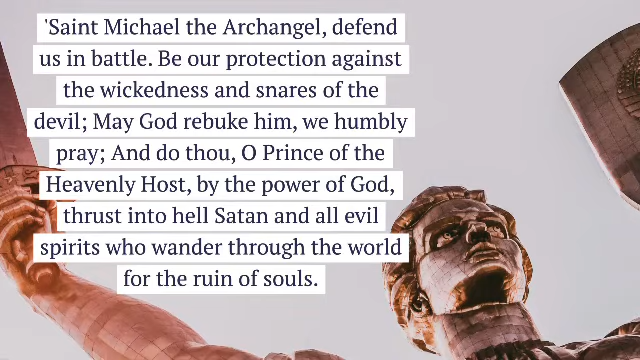 'Saint Michael the Archangel, defend
us in battle. Be our protection against
the wickedness and snares of the
devil; May God rebuke him, we humbly
pray; And do thou, O Prince of the
Heavenly Host, by the power of God,
thrust into hell Satan and all evil
spirits who wander through the world
for the ruin of souls.